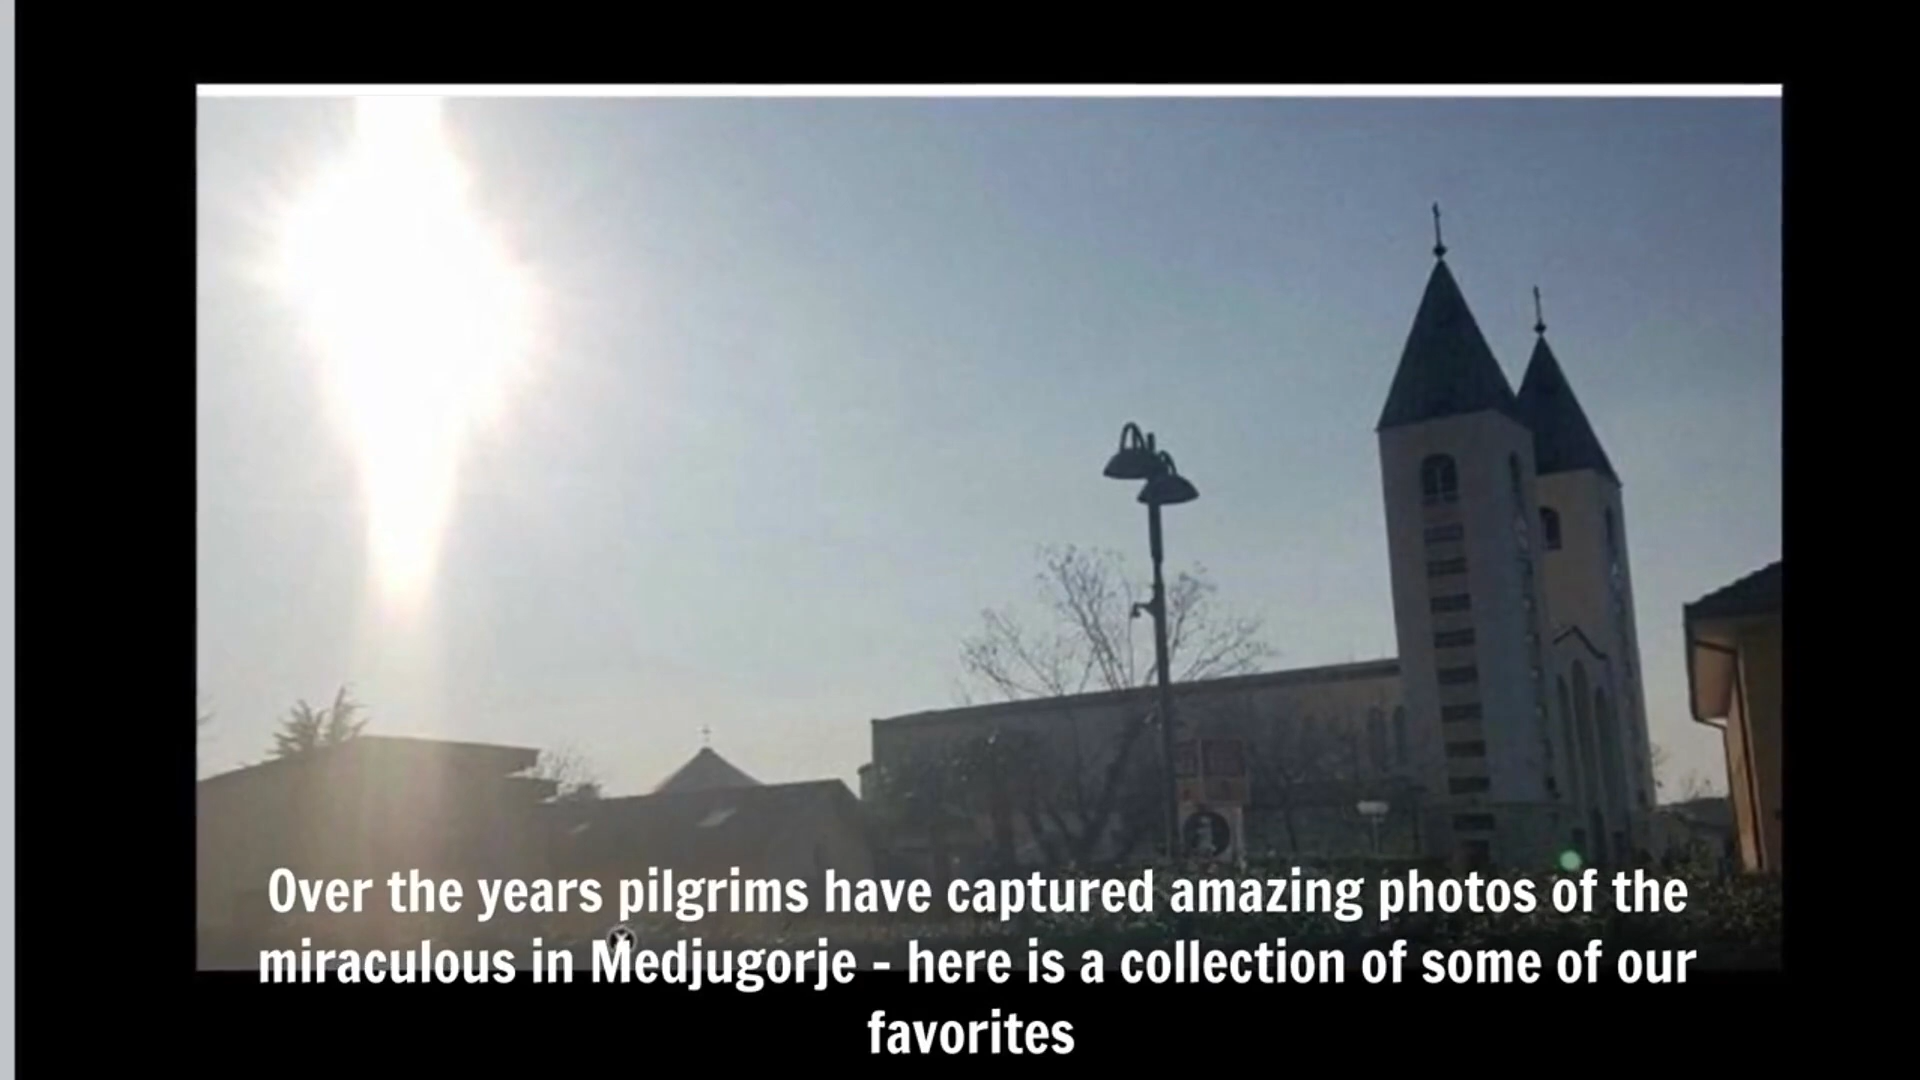 Over the years pilgrims have captured amazing photos of the
miraculous in Medjugorje - here is a collection of some of our
favorites